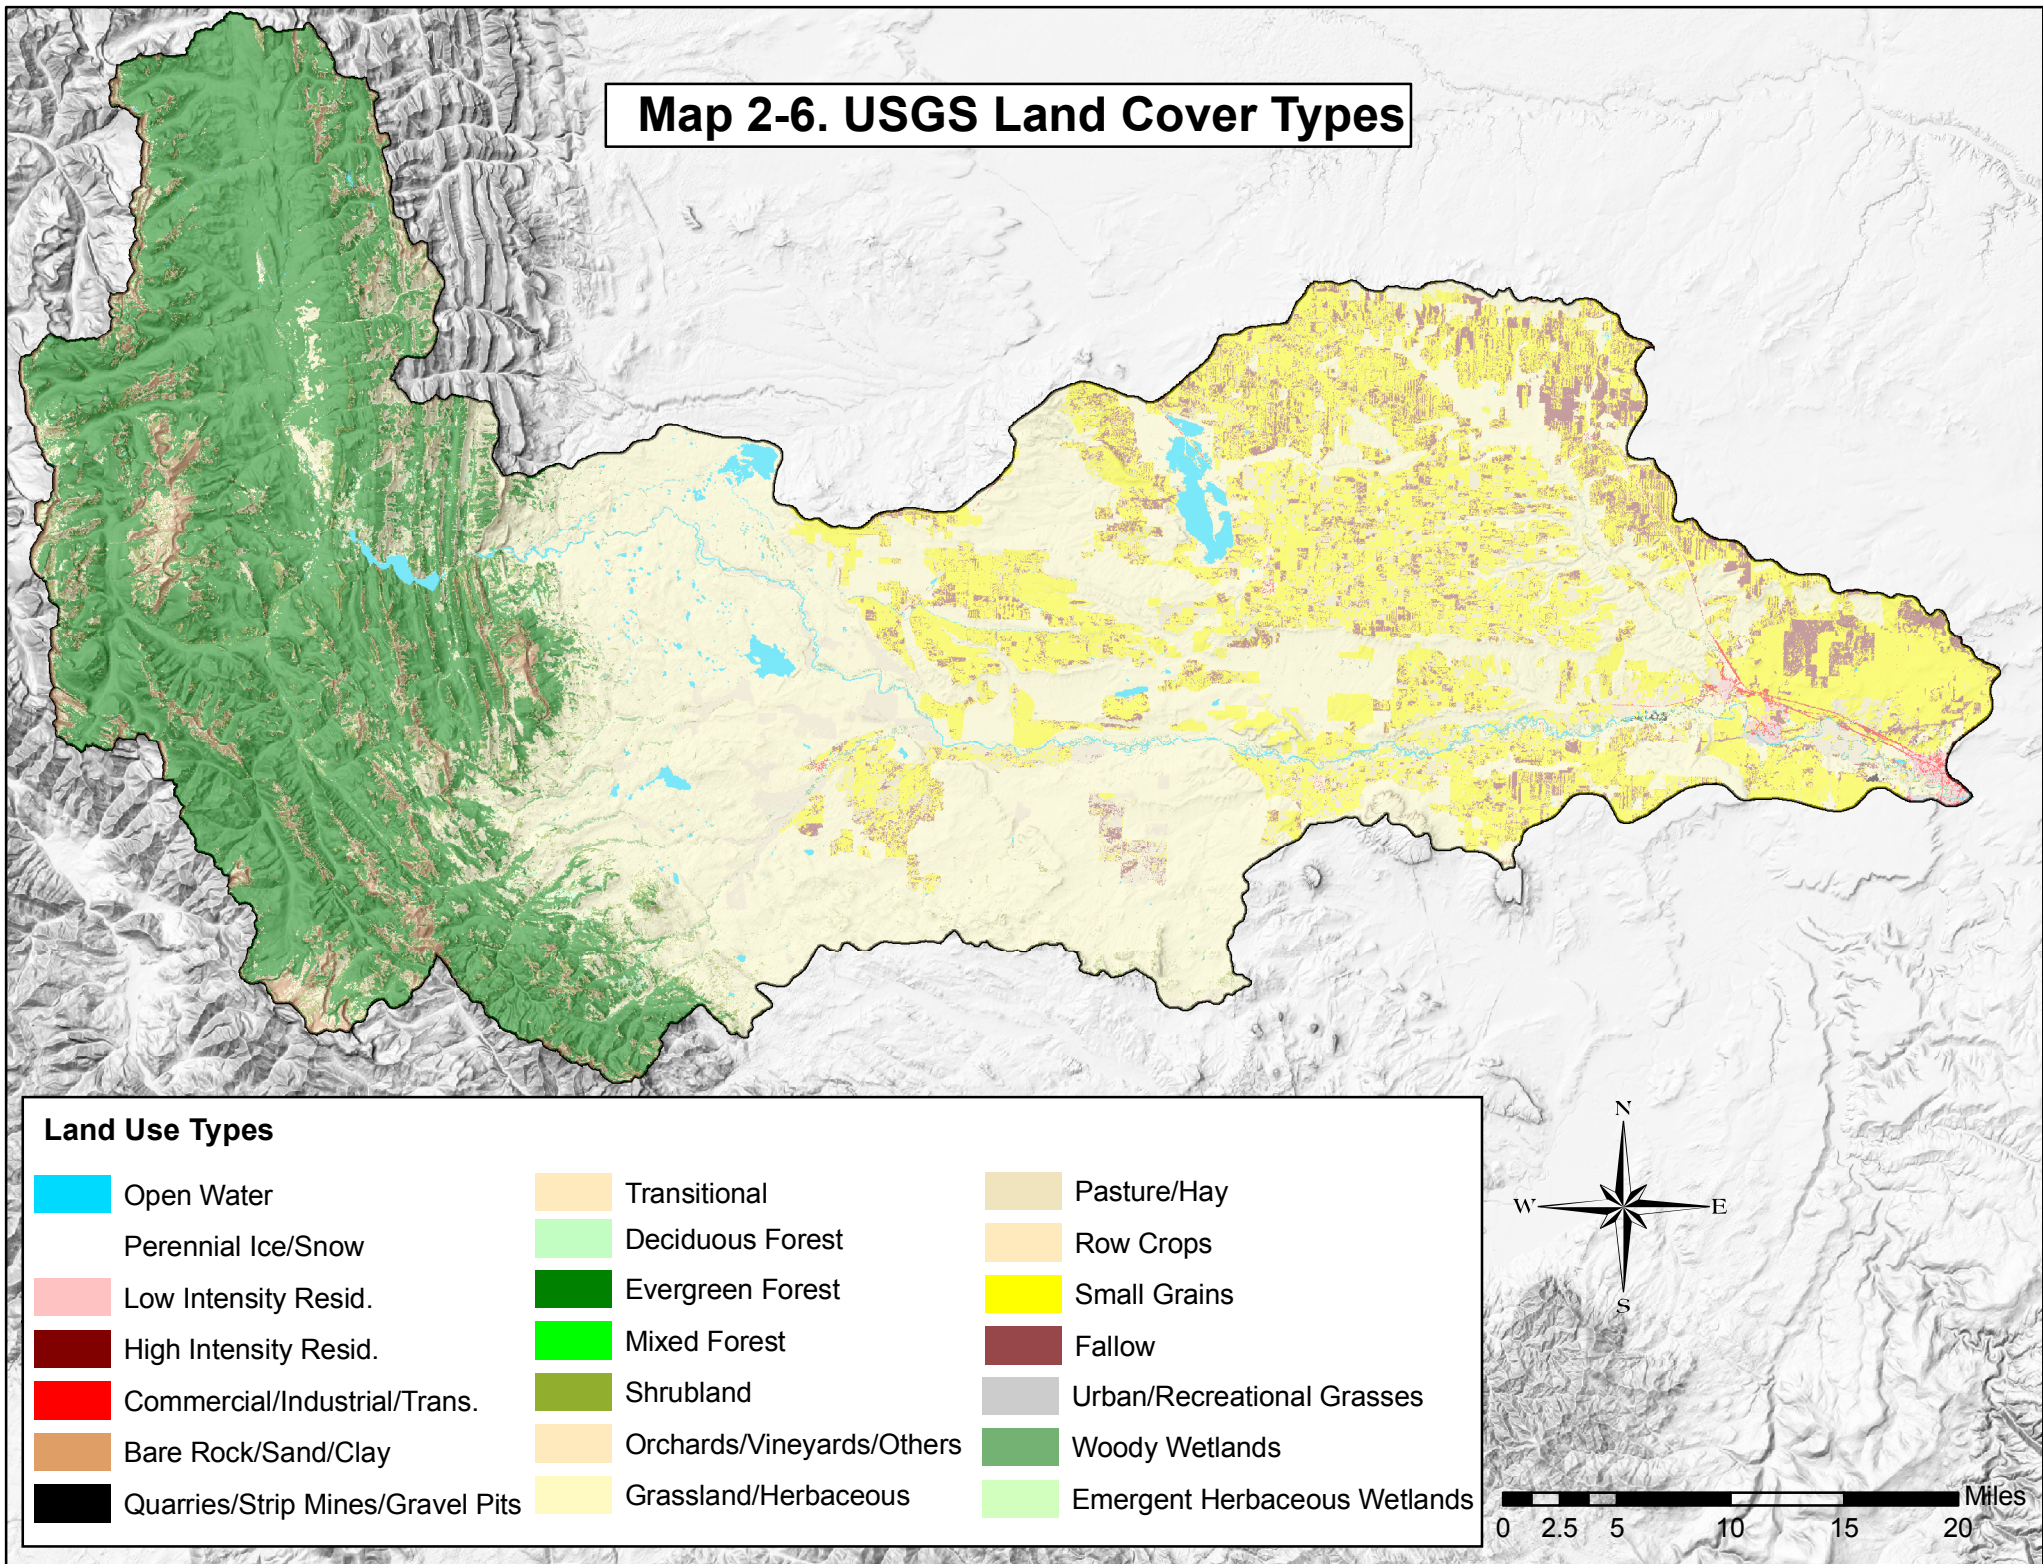 Map 2-6. USGS Land Cover Types
Land Use Types
Open Water
Perennial Ice/Snow
Low Intensity Resid.
High Intensity Resid.
Commercial/Industrial/Trans.
Bare Rock/Sand/Clay
Quarries/Strip Mines/Gravel Pits
Transitional
Deciduous Forest
Evergreen Forest
Mixed Forest
Shrubland
Orchards/Vineyards/Others
Grassland/Herbaceous
Pasture/Hay
Row Crops
Small Grains
Fallow
Urban/Recreational Grasses
Woody Wetlands
Emergent Herbaceous Wetlands
N
W E
S
Miles
0 2.5 5 10 15 20